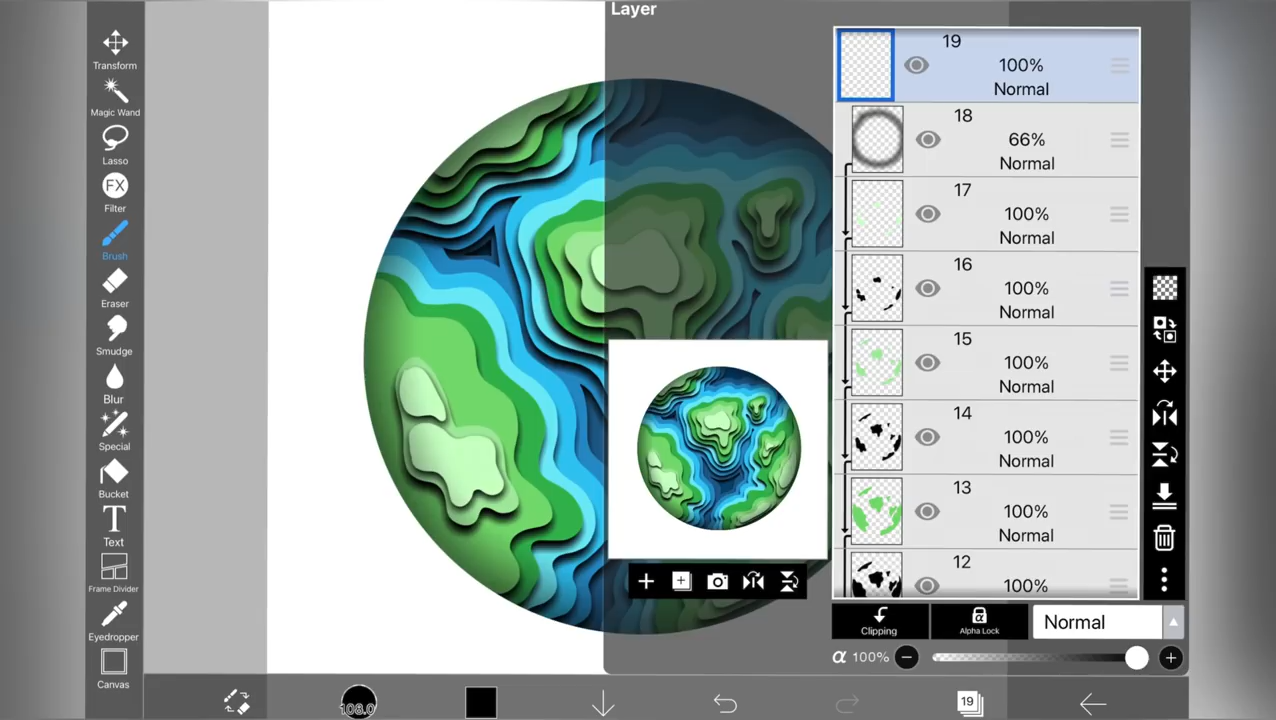 Layer
Transform
Magic Wand
Lasso
FX
Filter
Brush
Eraser
Smudge
Blur
Special
Bucket
T
Text
Frame Divider
Eyedropper
Canvas
19
100%
Normal
18
66%
Normal
17
100%
Normal
16
100%
Normal
15
100%
Normal
14
100%
Normal
13
100%
Normal
12
100%
Clipping
α
Alpha Lock
Normal
α 100%
108.0
19